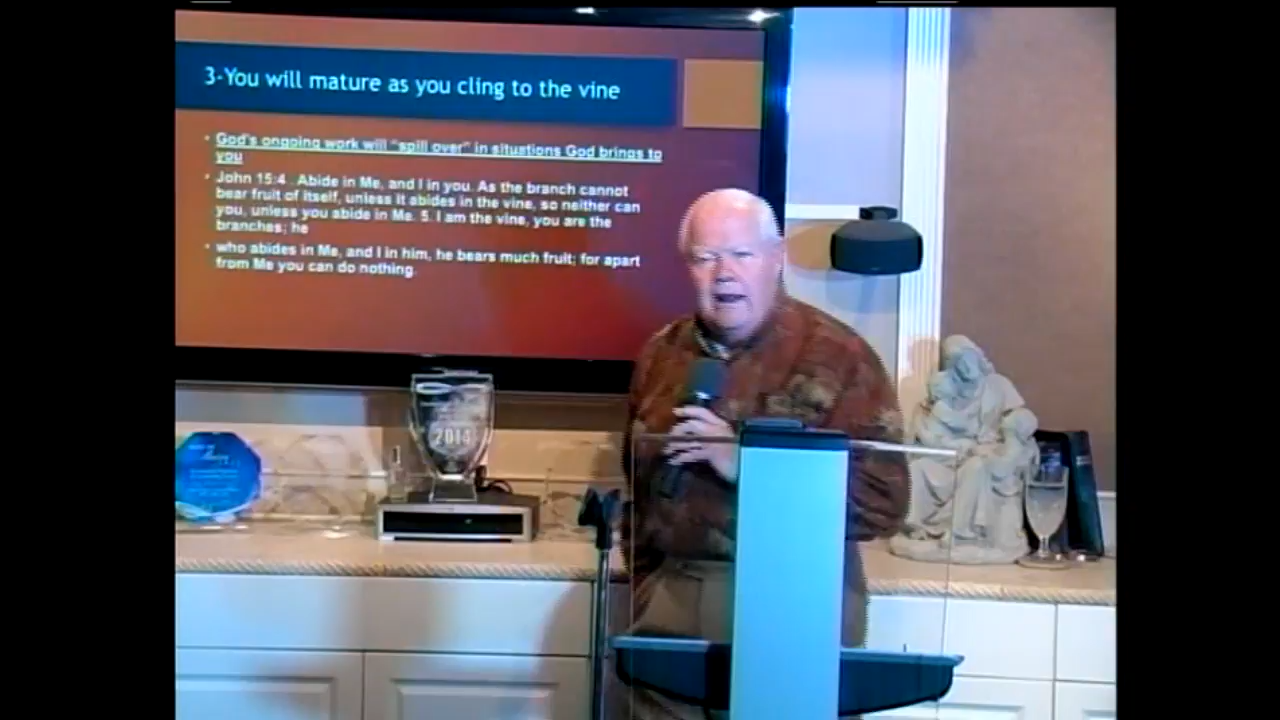 3-You will mature as you cling to the vine
• God's ongoing work will "spill over" in situations God brings to
you
• John 15:4 . Abide in Me, and I in you. As the branch cannot
bear fruit of itself, unless it abides in the vine, so neither can
you, unless you abide in Me. 5. I am the vine, you are the
branches; he
• who abides in Me, and I in him, he bears much fruit; for apart
from Me you can do nothing.
2014